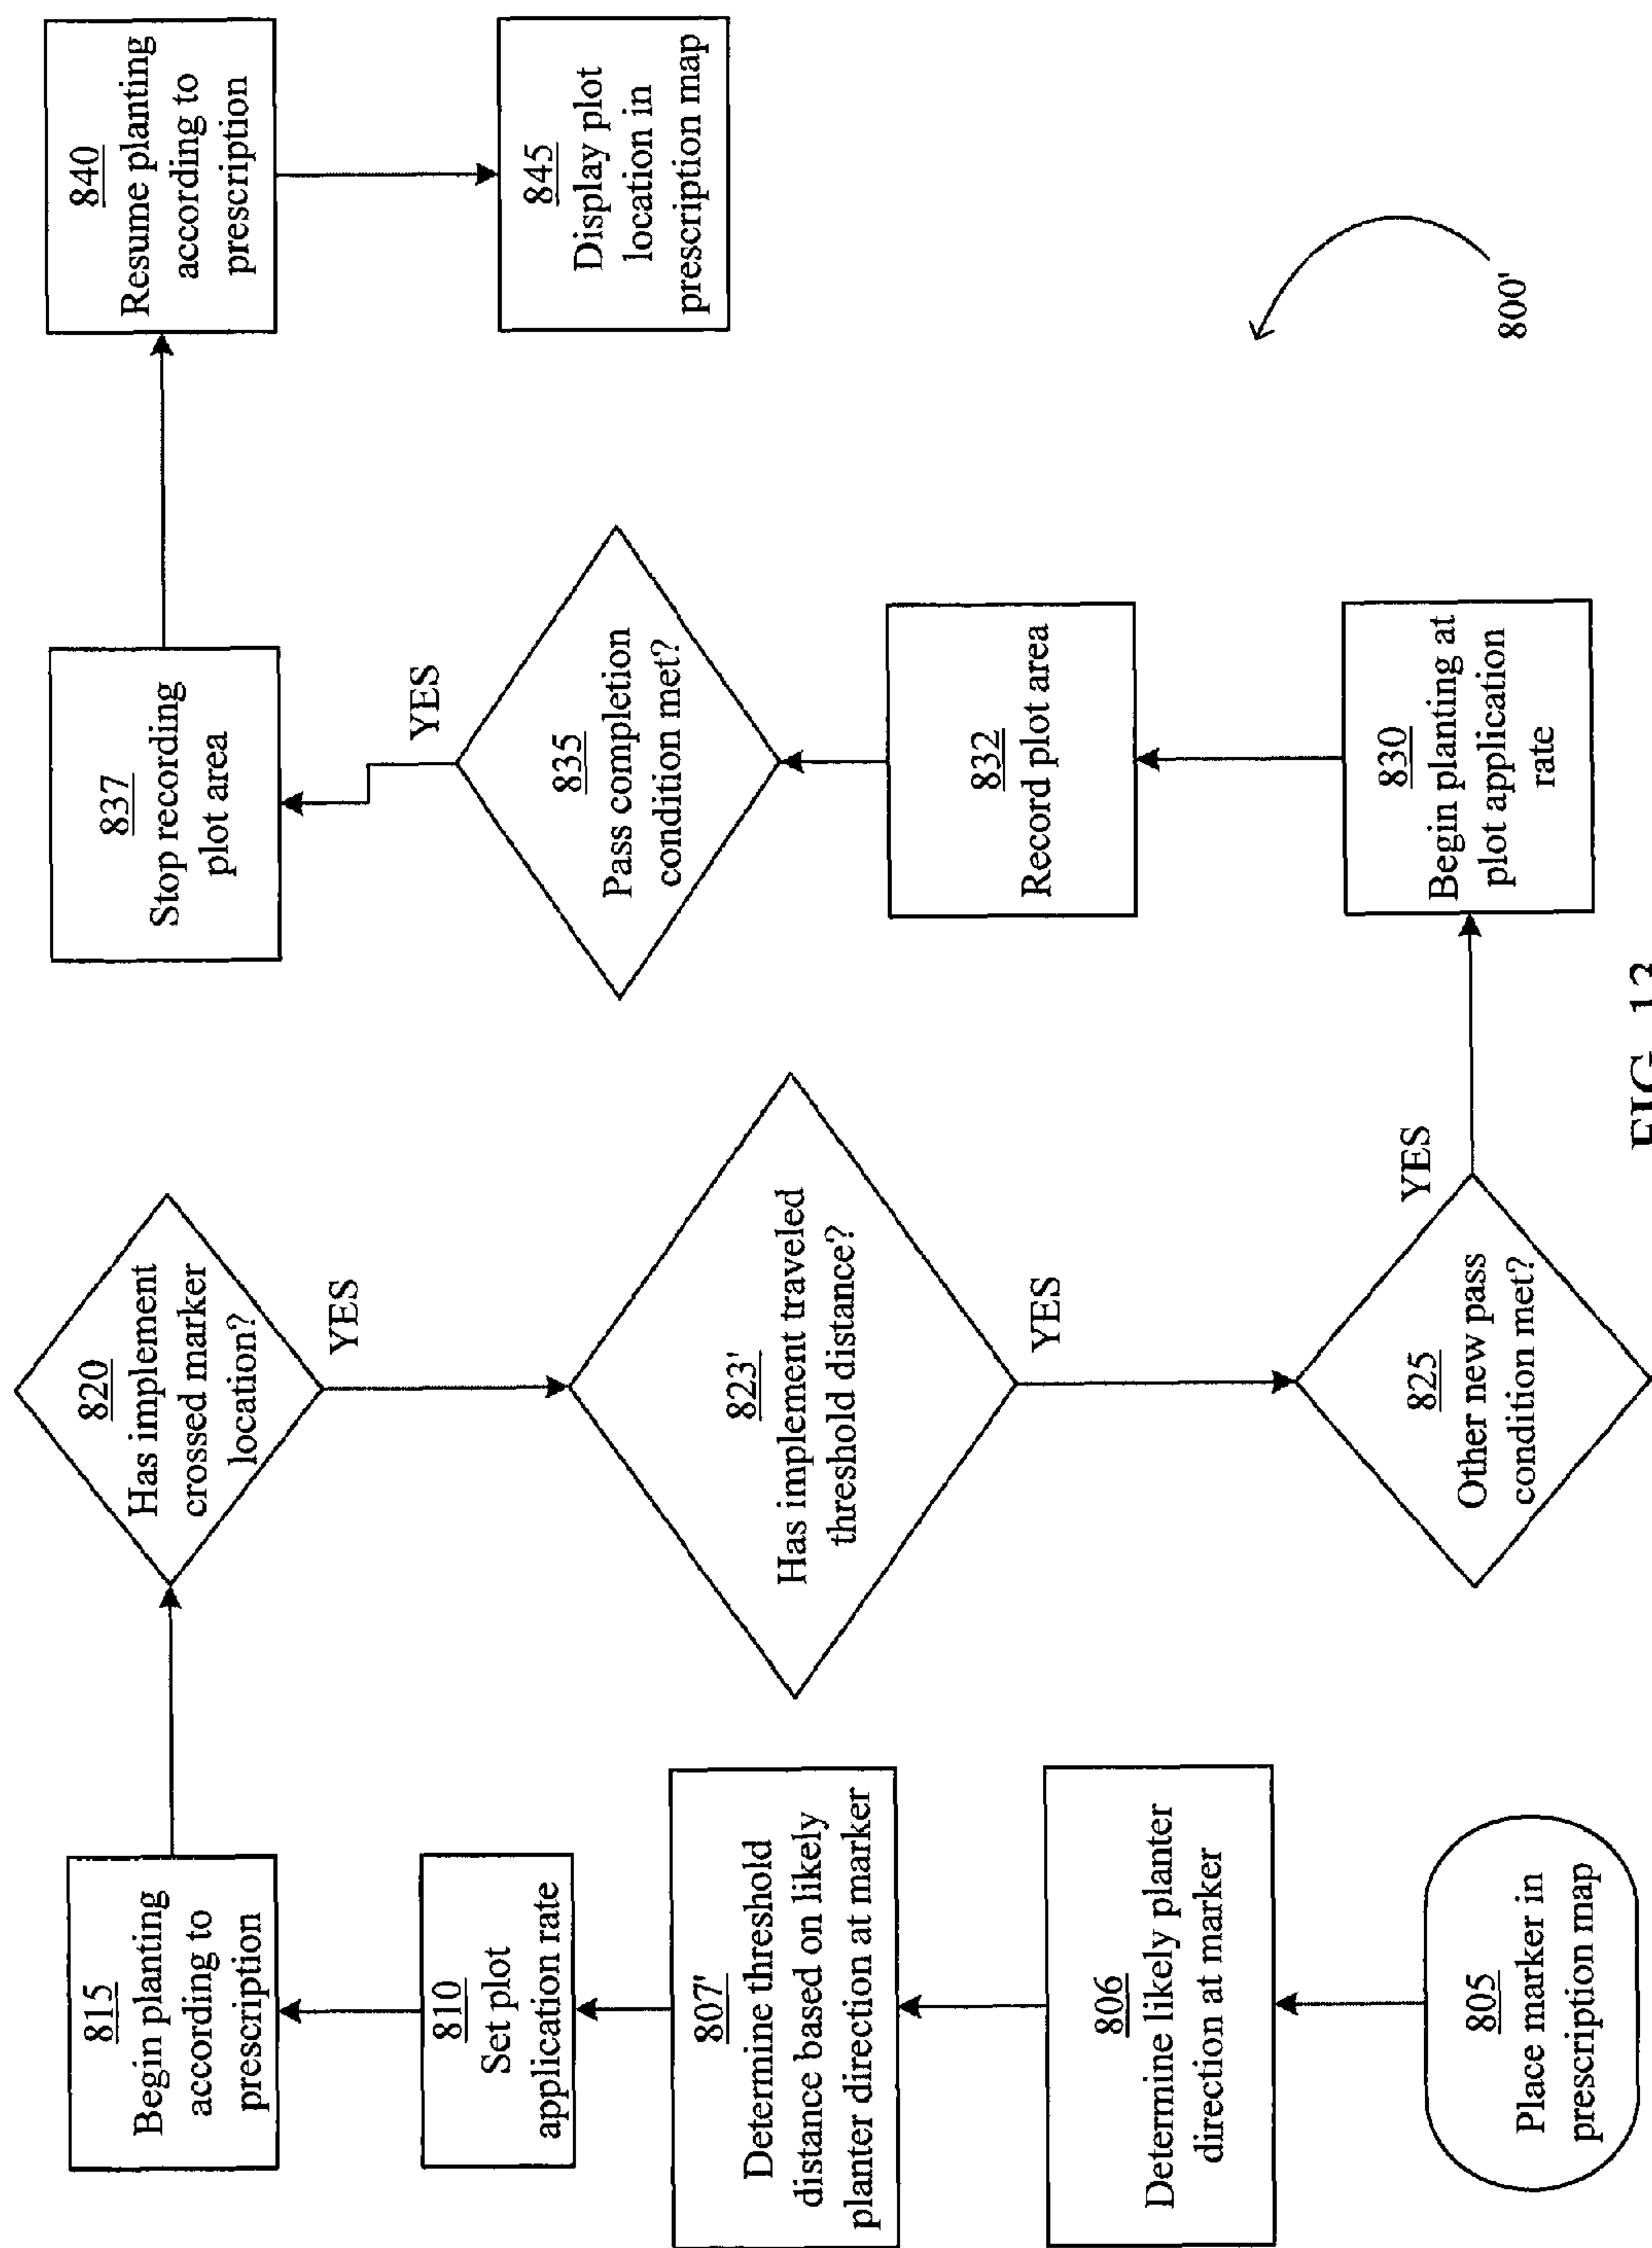 805
Place marker in
prescription map
806
Determine likely planter
direction at marker
807'
Determine threshold
distance based on likely
planter direction at marker
810
Set plot
application rate
815
Begin planting
according to
prescription
820
Has implement
crossed marker
location?
YES
823'
Has implement traveled
threshold distance?
YES
825
Other new pass
condition met?
YES
830
Begin planting at
plot application
rate
832
Record plot area
835
Pass completion
condition met?
YES
837
Stop recording
plot area
840
Resume planting
according to
prescription
845
Display plot
location in
prescription map
800'
FIG. 13